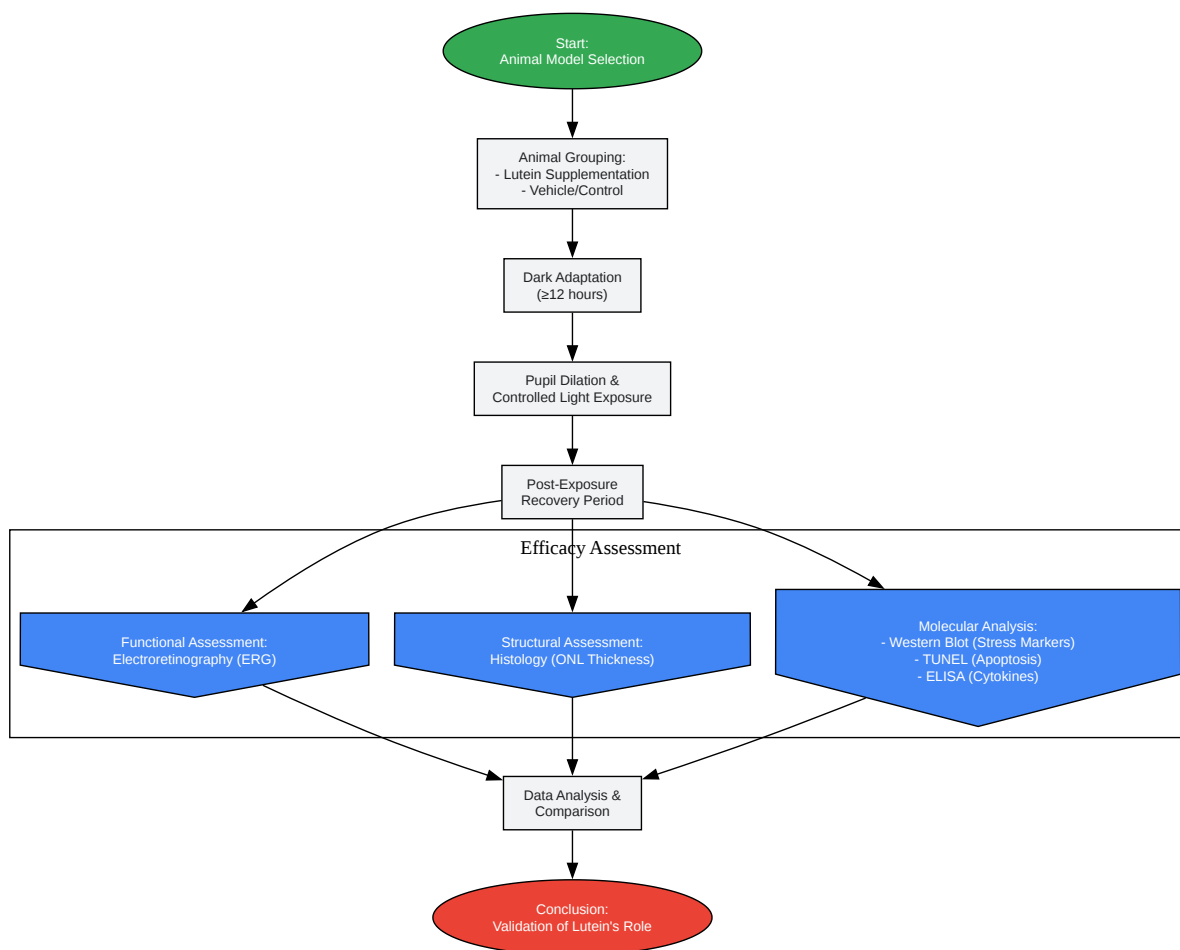 Start:
Animal Model Selection
Animal Grouping:
- Lutein Supplementation
- Vehicle/Control
Dark Adaptation
(≥12 hours)
Pupil Dilation &
Controlled Light Exposure
Post-Exposure
Recovery Period
Efficacy Assessment
Functional Assessment:
Electroretinography (ERG)
Structural Assessment:
Histology (ONL Thickness)
Molecular Analysis:
- Western Blot (Stress Markers)
- TUNEL (Apoptosis)
- ELISA (Cytokines)
Data Analysis &
Comparison
Conclusion:
Validation of Lutein's Role